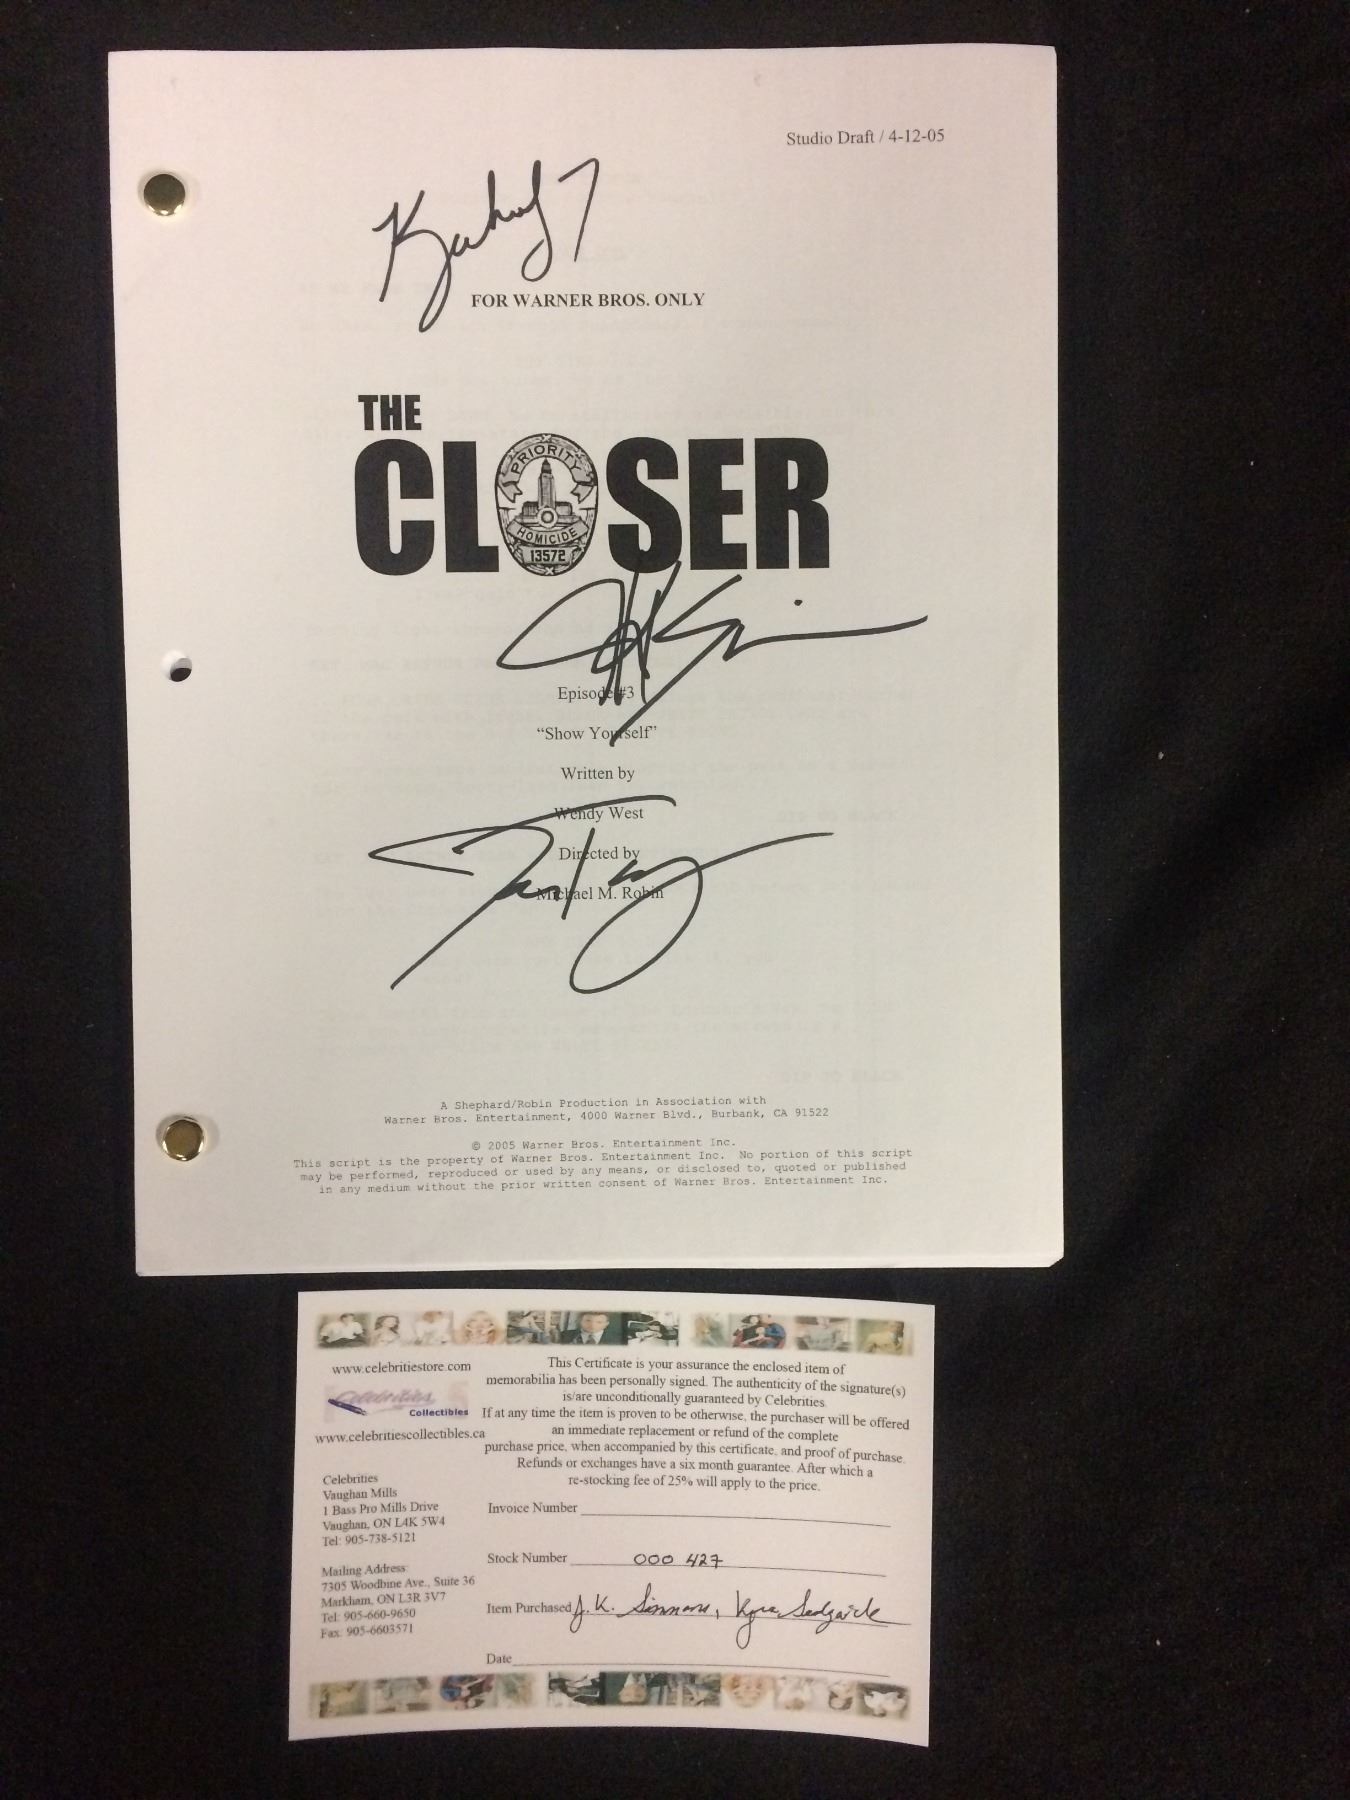 Studio Draft / 4-12-05
FOR WARNER BROS. ONLY
THE
CLOSER
PRIORITY
HOMICIDE
13572
Episode #3
“Show Yourself”
Written by
Wendy West
Directed by
Michael M. Robin
A Shephard/Robin Production in Association with
Warner Bros. Entertainment, 4000 Warner Blvd., Burbank, CA 91522
© 2005 Warner Bros. Entertainment Inc.
This script is the property of Warner Bros. Entertainment Inc. No portion of this script
may be performed, reproduced or used by any means, or disclosed to, quoted or published
in any medium without the prior written consent of Warner Bros. Entertainment Inc.
www.celebritiestore.com
Celebrities
Collectibles
www.celebritiescollectibles.ca
Celebrities
Vaughan Mills
1 Bass Pro Mills Drive
Vaughan, ON L4K 5W4
Tel: 905-738-5121
Mailing Address:
7305 Woodbine Ave., Suite 36
Markham, ON L3R 3V7
Tel: 905-660-9650
Fax: 905-6603571
This Certificate is your assurance the enclosed item of
memorabilia has been personally signed. The authenticity of the signature(s)
is/are unconditionally guaranteed by Celebrities.
If at any time the item is proven to be otherwise, the purchaser will be offered
an immediate replacement or refund of the complete
purchase price, when accompanied by this certificate, and proof of purchase.
Refunds or exchanges have a six month guarantee. After which a
re-stocking fee of 25% will apply to the price.
Invoice Number
Stock Number 000 427
Item Purchased J. K. Simmons, Kyra Sedgwick
Date